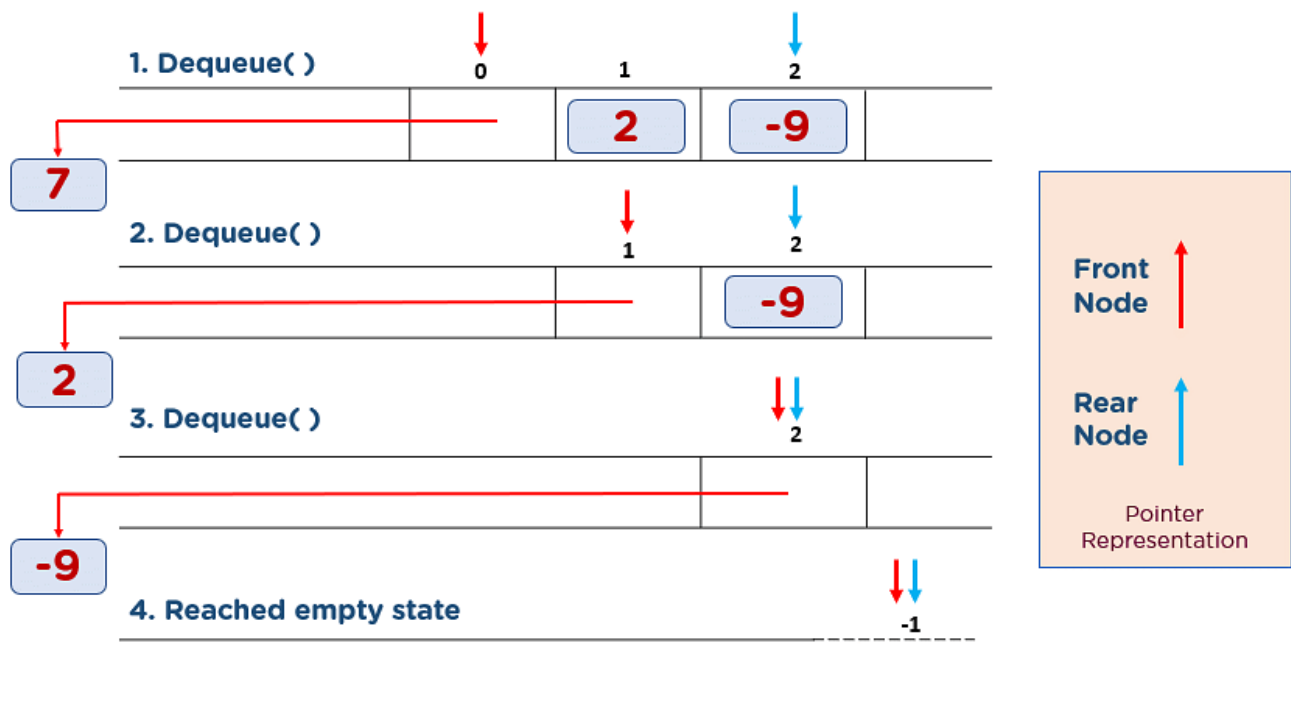 1. Dequeue( )
0 1 2
2 -9
7
2. Dequeue( )
1 2
-9
2
3. Dequeue( )
2
-9
4. Reached empty state
-1
Front
Node
Rear
Node
Pointer
Representation